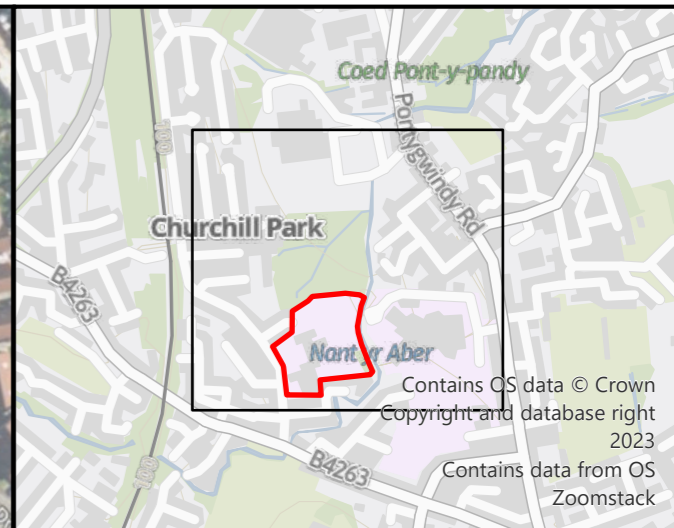 Coed Pont-y-pandy
Pontygwindy Rd
Churchill Park
B4263
Nant yr Aber
B4263
Contains OS data © Crown
Copyright and database right
2023
Contains data from OS
Zoomstack